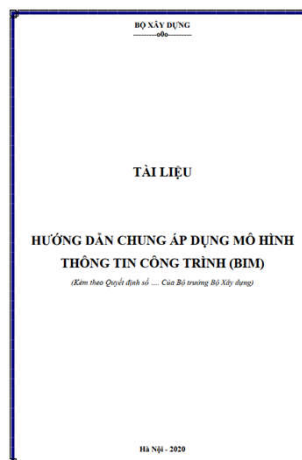 BỘ XÂY DỰNG
-------o0o-------
TÀI LIỆU
HƯỚNG DẪN CHUNG ÁP DỤNG MÔ HÌNH
THÔNG TIN CÔNG TRÌNH (BIM)
(Kèm theo Quyết định số .... Của Bộ trưởng Bộ Xây dựng)
Hà Nội - 2020